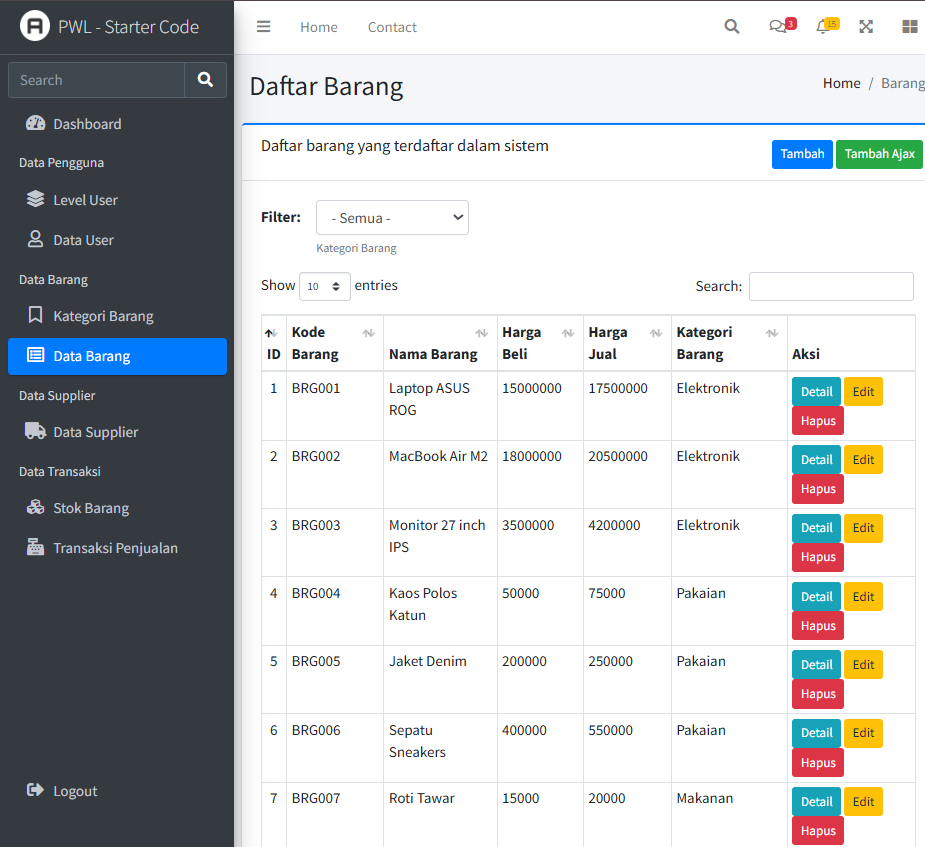 PWL - Starter Code
Home
Contact
3
15
Search
Dashboard
Data Pengguna
Level User
Data User
Data Barang
Kategori Barang
Data Barang
Data Supplier
Data Supplier
Data Transaksi
Stok Barang
Transaksi Penjualan
Logout
Daftar Barang
Home / Barang
Daftar barang yang terdaftar dalam sistem
Tambah
Tambah Ajax
Filter:
- Semua -
Kategori Barang
Show 10 entries
Search:
ID Kode Barang Nama Barang Harga Beli Harga Jual Kategori Barang Aksi
1 BRG001 Laptop ASUS ROG 15000000 17500000 Elektronik Detail Edit Hapus
2 BRG002 MacBook Air M2 18000000 20500000 Elektronik Detail Edit Hapus
3 BRG003 Monitor 27 inch IPS 3500000 4200000 Elektronik Detail Edit Hapus
4 BRG004 Kaos Polos Katun 50000 75000 Pakaian Detail Edit Hapus
5 BRG005 Jaket Denim 200000 250000 Pakaian Detail Edit Hapus
6 BRG006 Sepatu Sneakers 400000 550000 Pakaian Detail Edit Hapus
7 BRG007 Roti Tawar 15000 20000 Makanan Detail Edit Hapus